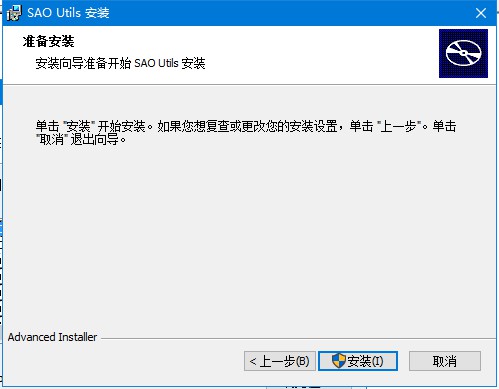 SAO Utils 安装
准备安装
安装向导准备开始 SAO Utils 安装
单击 "安装" 开始安装。如果您想复查或更改您的安装设置，单击 "上一步"。单击
"取消" 退出向导。
Advanced Installer
< 上一步(B) 安装(I) 取消